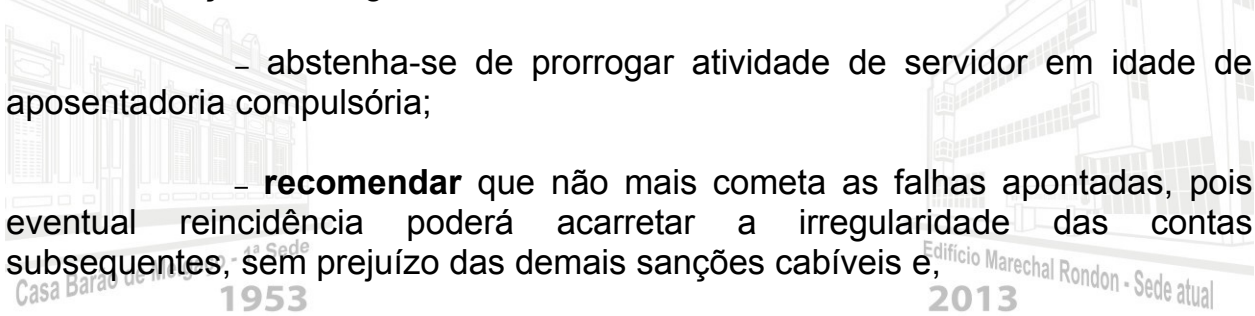 – abstenha-se de prorrogar atividade de servidor em idade de
aposentadoria compulsória;
– recomendar que não mais cometa as falhas apontadas, pois
eventual reincidência poderá acarretar a irregularidade das contas
subsequentes, sem prejuízo das demais sanções cabíveis e,
Casa Barão de - 1ª Sede
1953
Edifício Marechal Rondon - Sede atual
2013